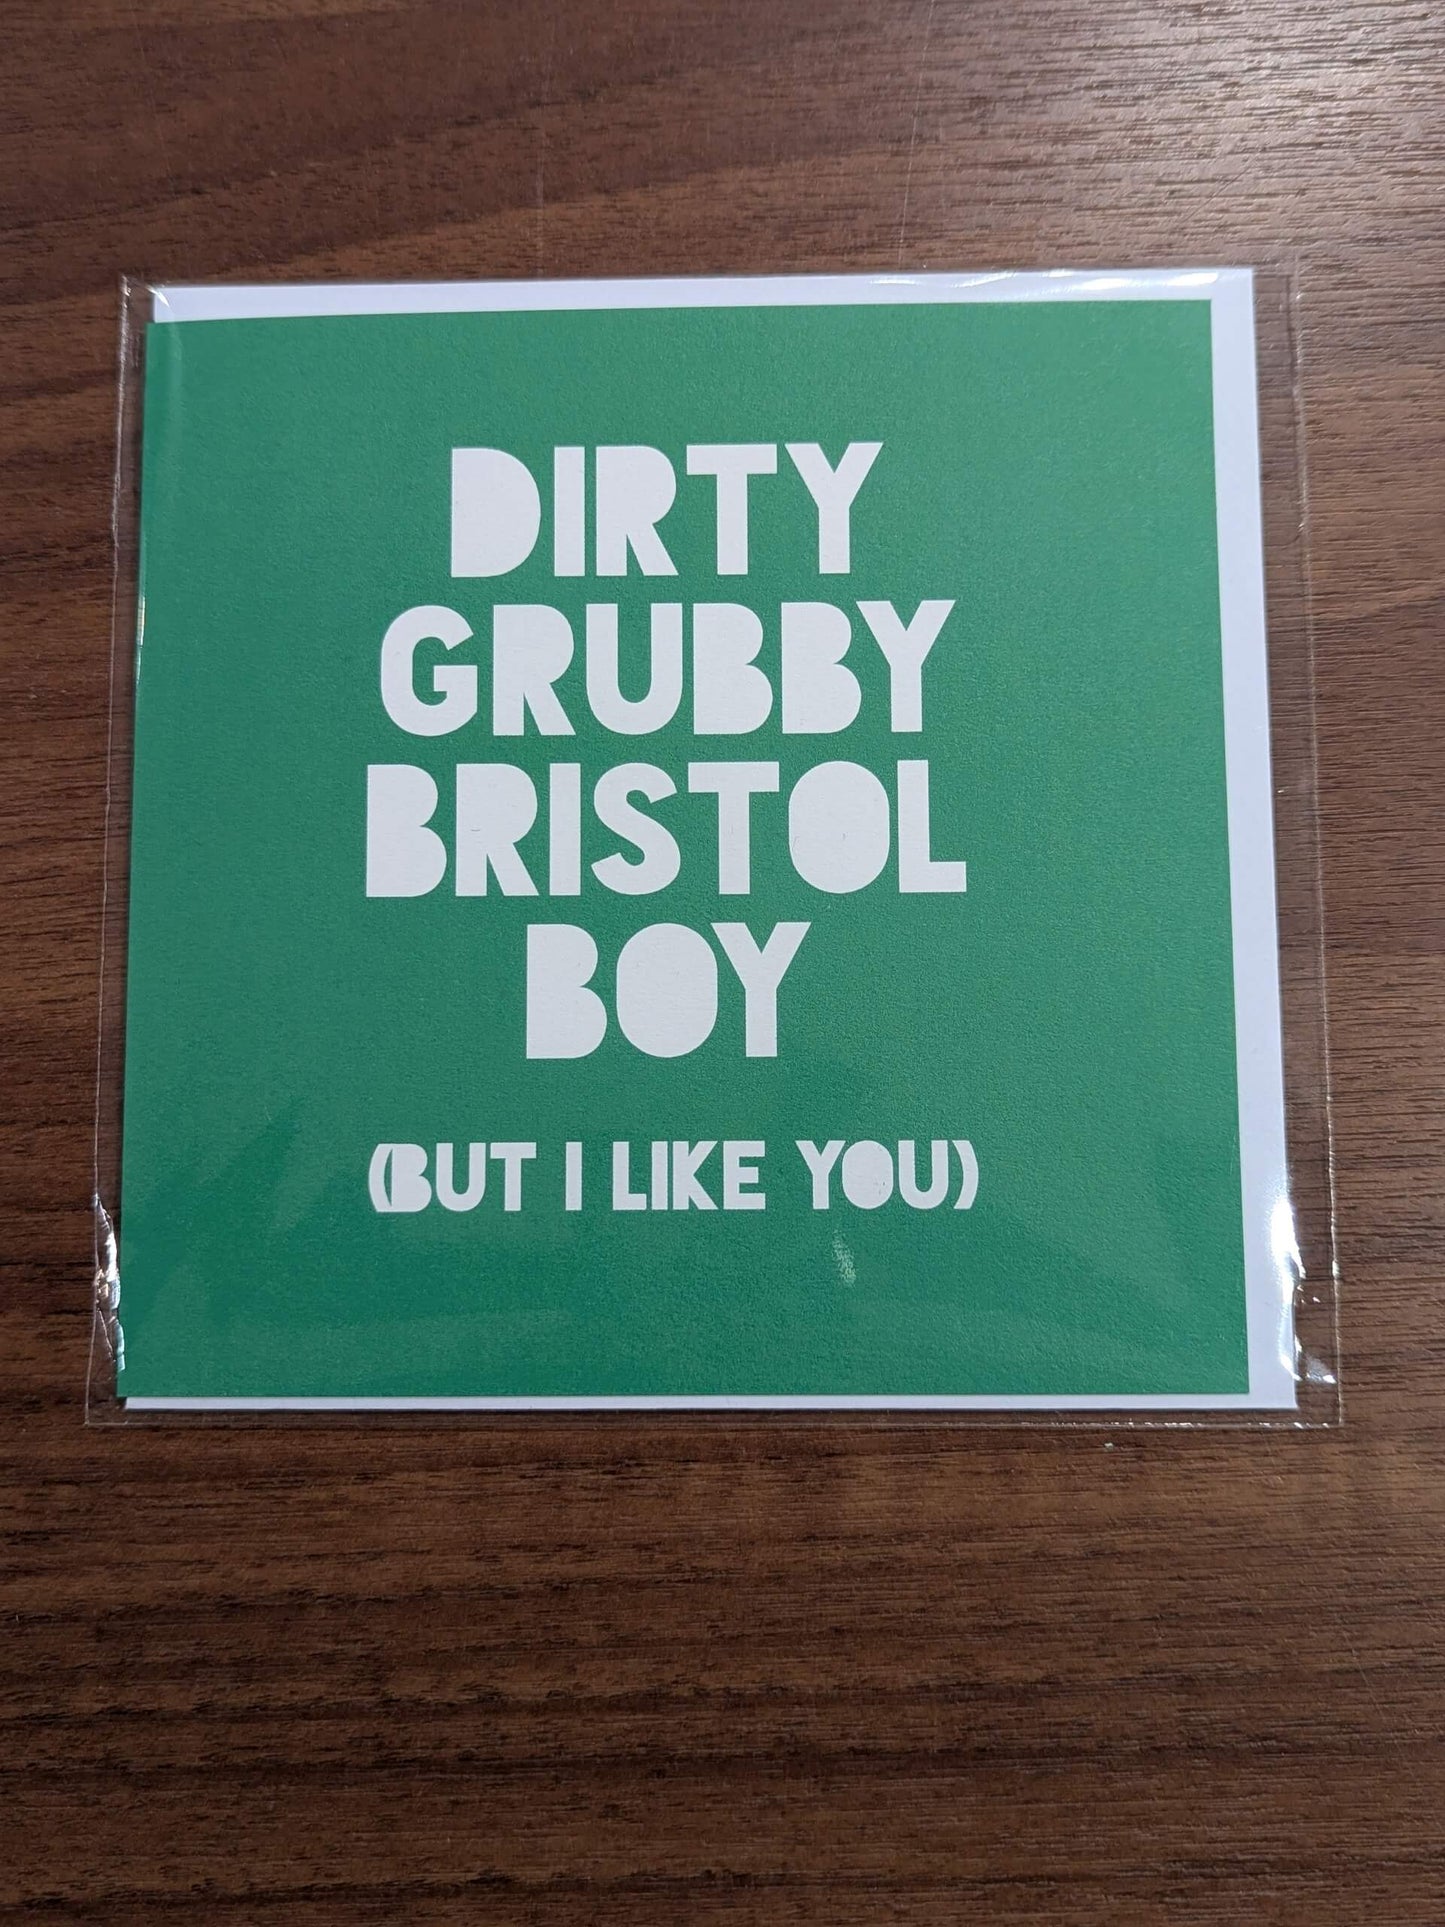 DIRTY
GRUBBY
BRISTOL
BOY
(BUT I LIKE YOU)